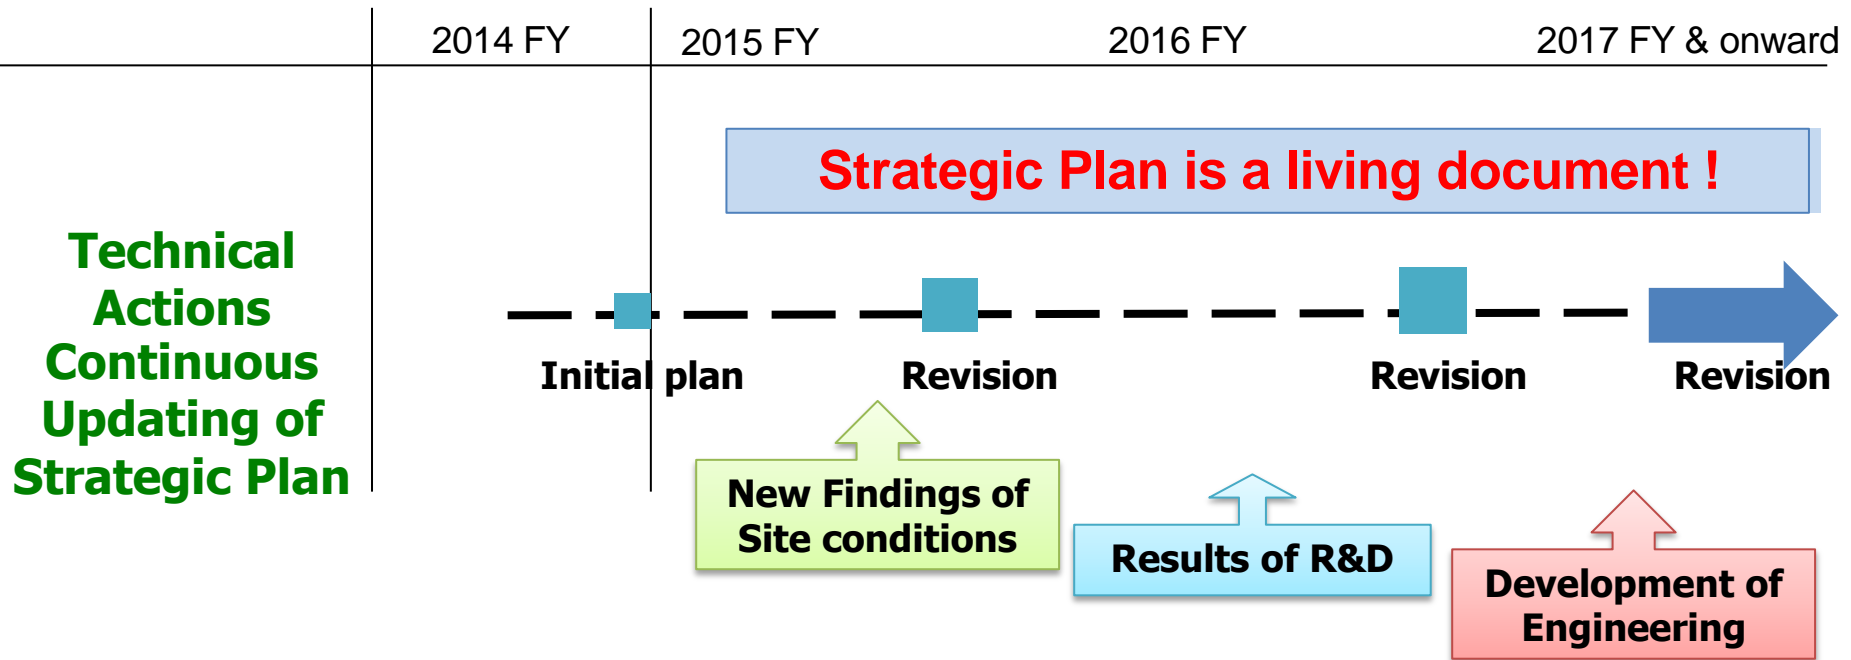 2014 FY
2015 FY
2016 FY
2017 FY & onward
Strategic Plan is a living document !
Technical
Actions
Continuous
Updating of
Strategic Plan
Initial plan
Revision
Revision
Revision
New Findings of
Site conditions
Results of R&D
Development of
Engineering